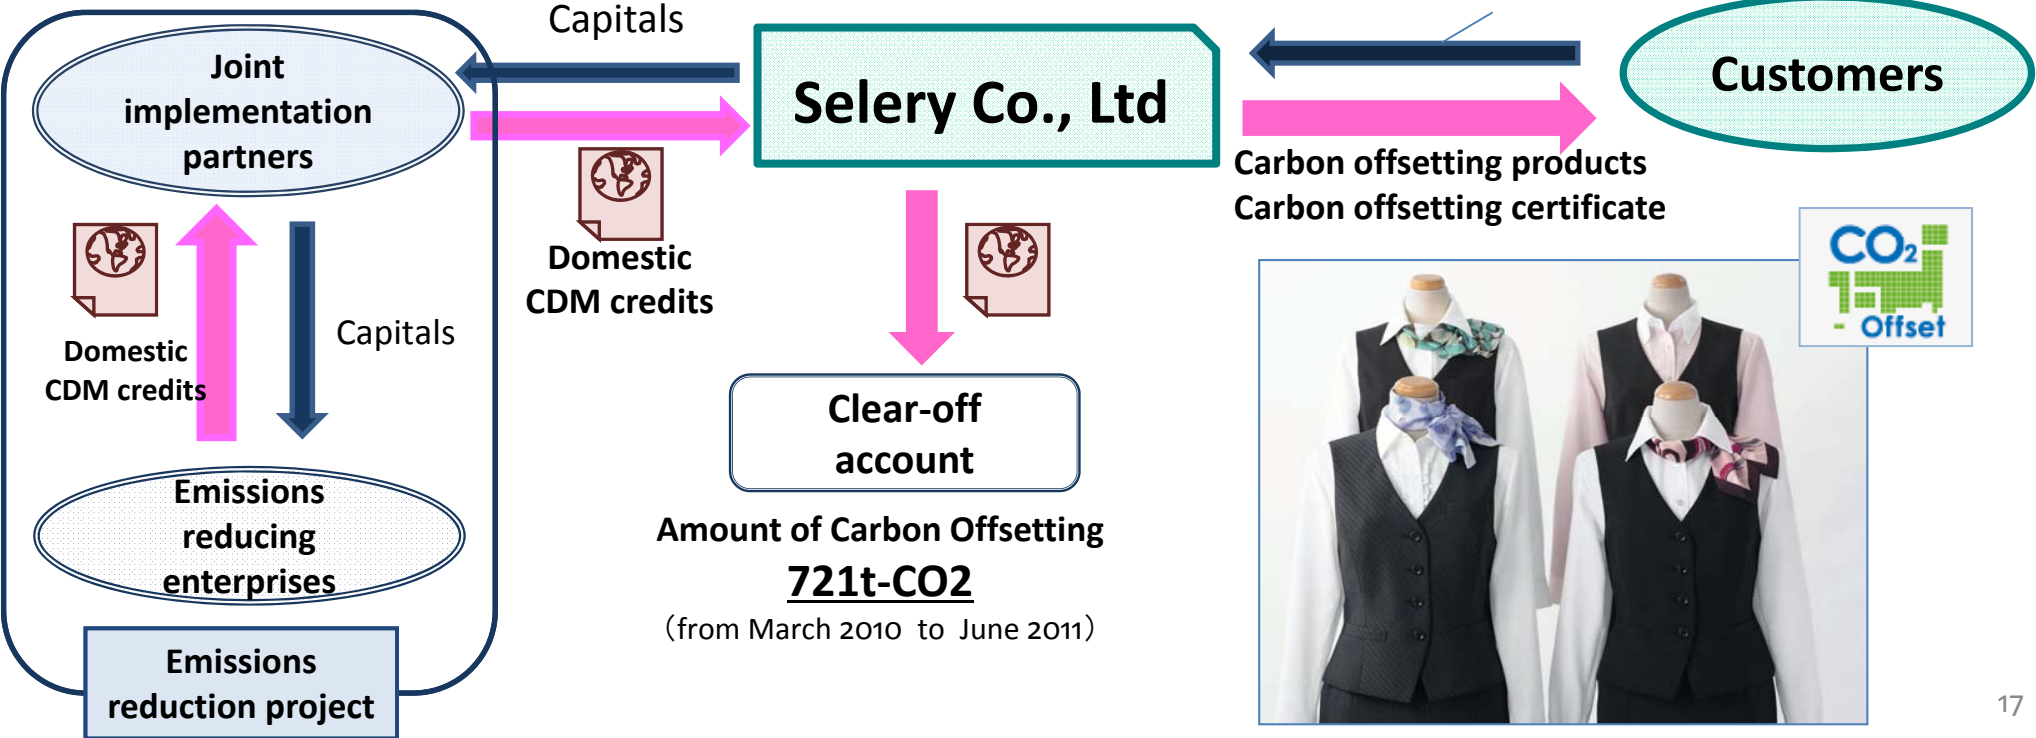 Capitals
Joint
implementation
partners
Selery Co., Ltd
Customers
Carbon offsetting products
Carbon offsetting certificate
Domestic
CDM credits
Capitals
Domestic
CDM credits
CO2
Offset
Clear-off
account
Emissions
reducing
enterprises
Amount of Carbon Offsetting
721t-CO2
（from March 2010 to June 2011）
Emissions
reduction project
17